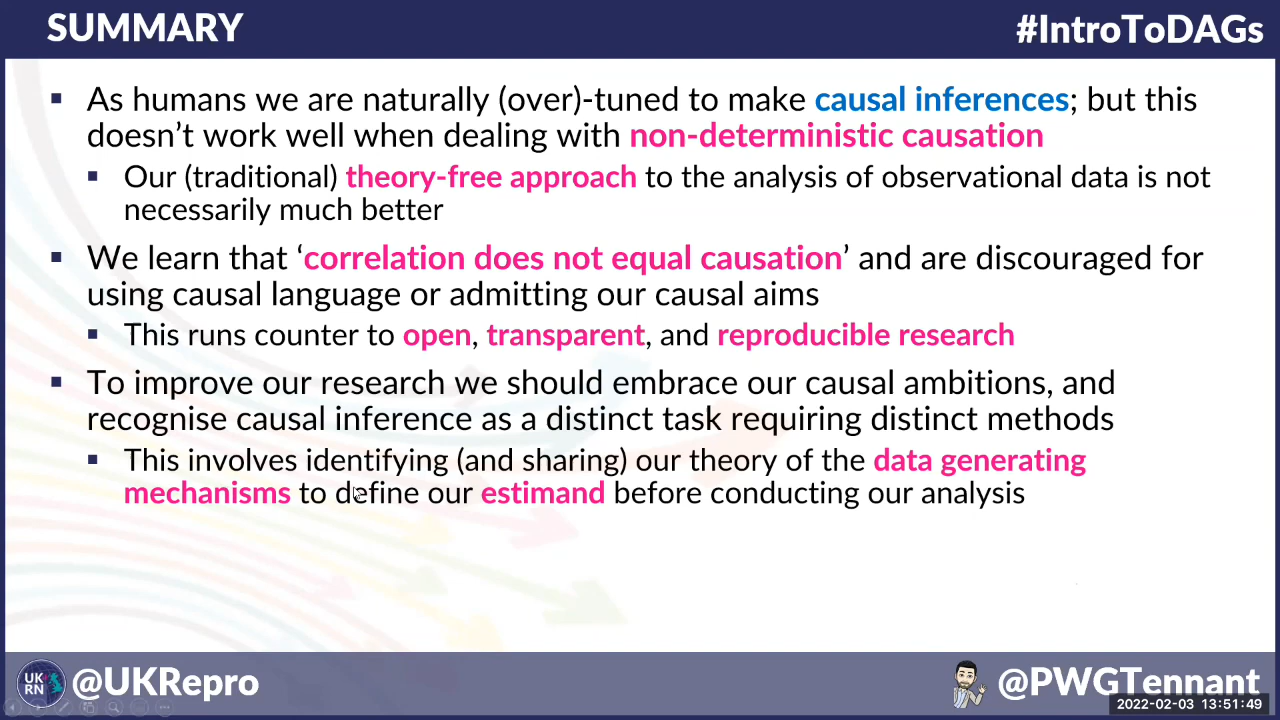 SUMMARY
#IntroToDAGs
▪ As humans we are naturally (over)-tuned to make causal inferences; but this
doesn’t work well when dealing with non-deterministic causation
▪ Our (traditional) theory-free approach to the analysis of observational data is not
necessarily much better
▪ We learn that ‘correlation does not equal causation’ and are discouraged for
using causal language or admitting our causal aims
▪ This runs counter to open, transparent, and reproducible research
▪ To improve our research we should embrace our causal ambitions, and
recognise causal inference as a distinct task requiring distinct methods
▪ This involves identifying (and sharing) our theory of the data generating
mechanisms to define our estimand before conducting our analysis
UK
RN
@UKRepro
@PWGTennant
2022-02-03 13:51:49